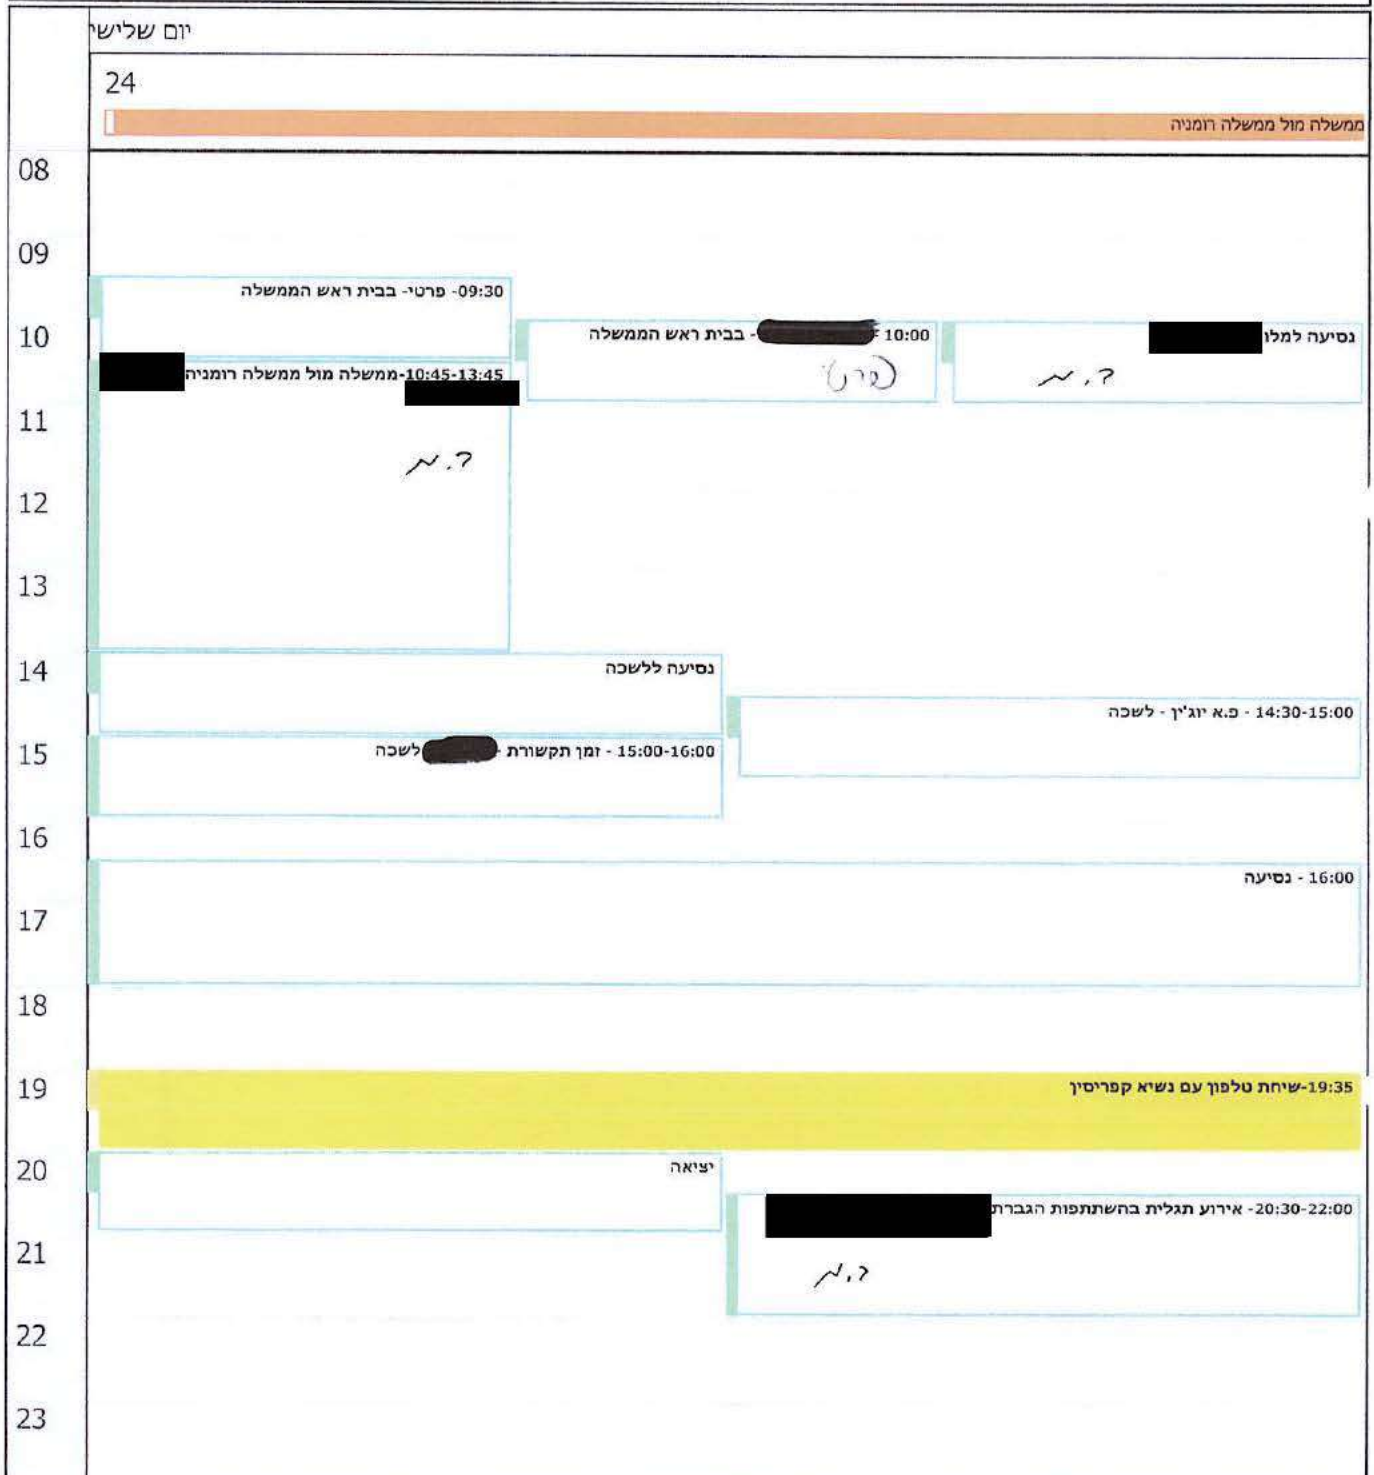 יום שלישי
24
ממשלה מול ממשלה רומניה
08
09
09:30- פרטי- בבית ראש הממשלה
10
10:00 - - בבית ראש הממשלה
נסיעה למלו
פרטי
ב.מ
10:45-13:45-ממשלה מול ממשלה רומניה
11
ב.מ
12
13
14
נסיעה ללשכה
14:30-15:00 - פ.א יוג'ין - לשכה
15
15:00-16:00 - זמן תקשורת - לשכה
16
16:00 - נסיעה
17
18
19
19:35-שיחת טלפון עם נשיא קפריסין
20
יציאה
20:30-22:00- אירוע תגלית בהשתתפות הגברת
21
ב.מ
22
23